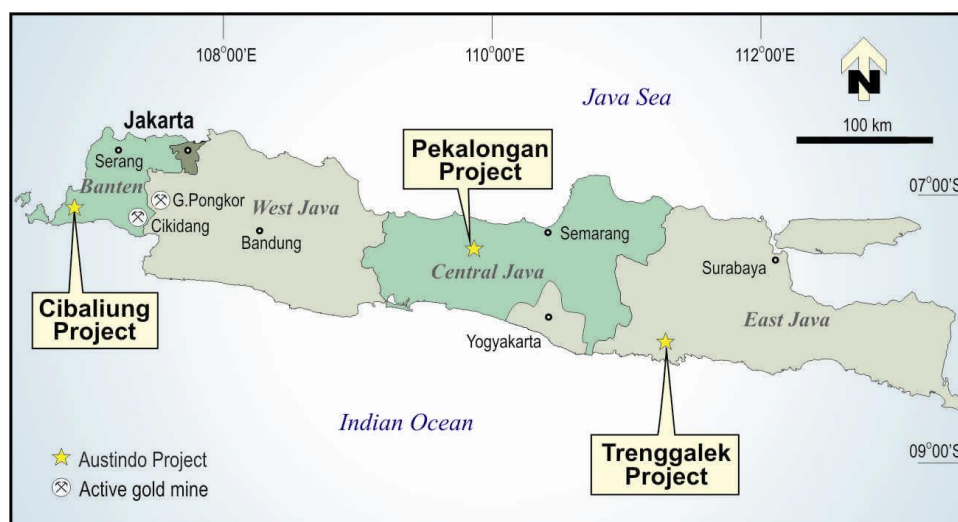 108°00'E
110°00'E
112°00'E
Java Sea
N
100 km
Jakarta
Serang
Banten
G.Pongkor
Cikidang
West Java
Bandung
Pekalongan
Project
Semarang
Central Java
07°00'S
Surabaya
East Java
Cibaliung
Project
Yogyakarta
Indian Ocean
Trenggalek
Project
09°00'S
Austindo Project
Active gold mine